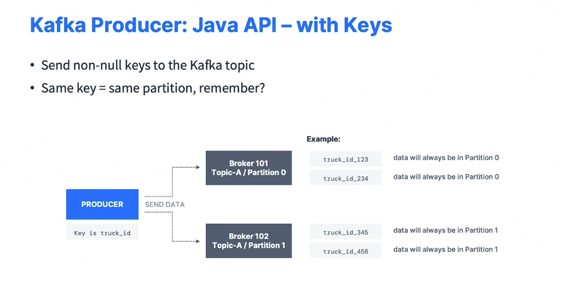 Kafka Producer: Java API – with Keys
• Send non-null keys to the Kafka topic
• Same key = same partition, remember?
Example:
Broker 101
Topic-A / Partition 0
truck_id_123
data will always be in Partition 0
truck_id_234
data will always be in Partition 0
PRODUCER
SEND DATA
Key is truck_id
Broker 102
Topic-A / Partition 1
truck_id_345
data will always be in Partition 1
truck_id_456
data will always be in Partition 1